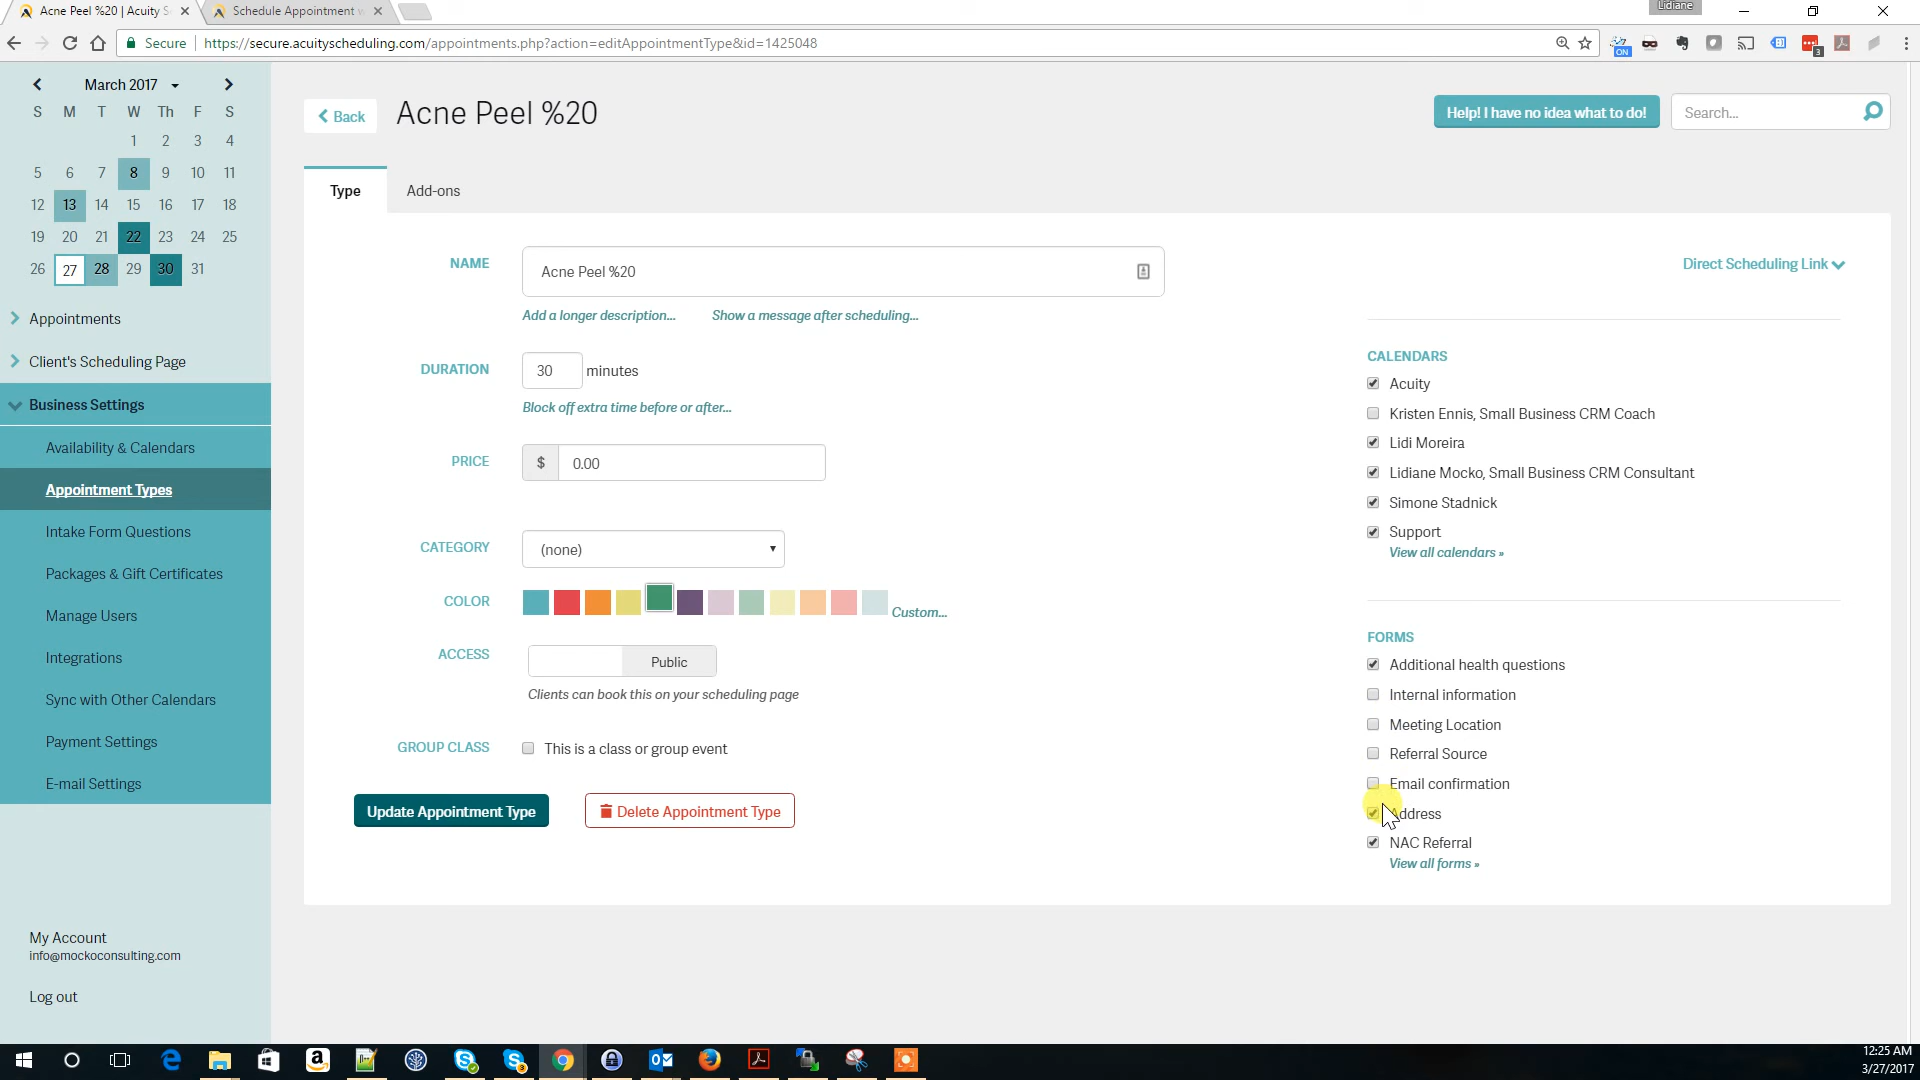 Acne Peel %20 | Acuity S
Schedule Appointment w
Lidiane
Secure
https://secure.acuityscheduling.com/appointments.php?action=editAppointmentType&id=1425048
ON
3
March 2017
S M T W Th F S
1 2 3 4
5 6 7 8 9 10 11
12 13 14 15 16 17 18
19 20 21 22 23 24 25
26 27 28 29 30 31
Appointments
Client's Scheduling Page
Business Settings
Availability & Calendars
Appointment Types
Intake Form Questions
Packages & Gift Certificates
Manage Users
Integrations
Sync with Other Calendars
Payment Settings
E-mail Settings
My Account
info@mockoconsulting.com
Log out
Back
Acne Peel %20
Help! I have no idea what to do!
Search...
Type
Add-ons
NAME
Acne Peel %20
Add a longer description...
Show a message after scheduling...
DURATION
30 minutes
Block off extra time before or after...
PRICE
$ 0.00
CATEGORY
(none)
COLOR
Custom...
ACCESS
Public
Clients can book this on your scheduling page
GROUP CLASS
This is a class or group event
Update Appointment Type
Delete Appointment Type
Direct Scheduling Link
CALENDARS
Acuity
Kristen Ennis, Small Business CRM Coach
Lidi Moreira
Lidiane Mocko, Small Business CRM Consultant
Simone Stadnick
Support
View all calendars »
FORMS
Additional health questions
Internal information
Meeting Location
Referral Source
Email confirmation
Address
NAC Referral
View all forms »
3
12:25 AM
3/27/2017